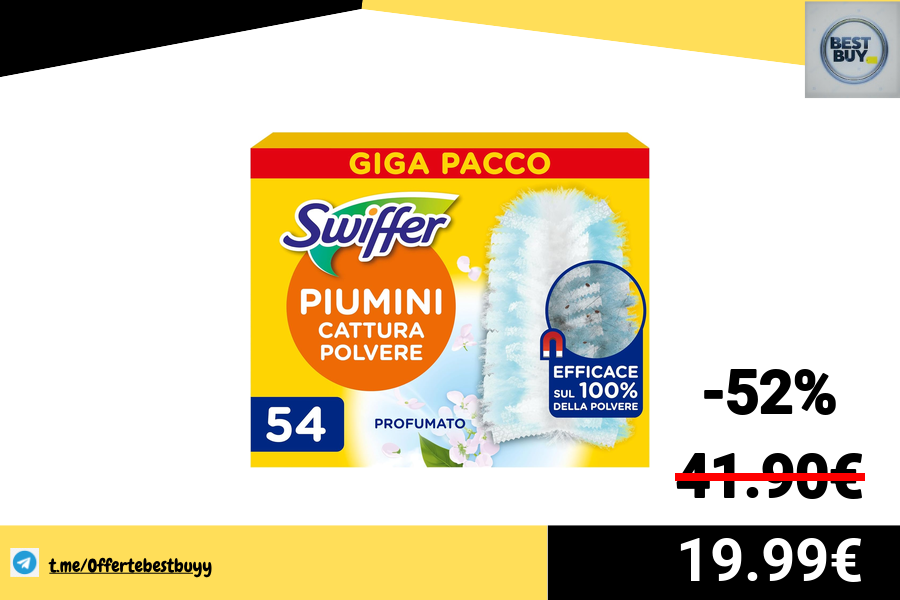 BEST
BUY
GIGA PACCO
Swiffer
PIUMINI
CATTURA
POLVERE
EFFICACE
SUL 100%
DELLA POLVERE
54
PROFUMATO
-52%
41.90€
19.99€
t.me/Offertebestbuyy